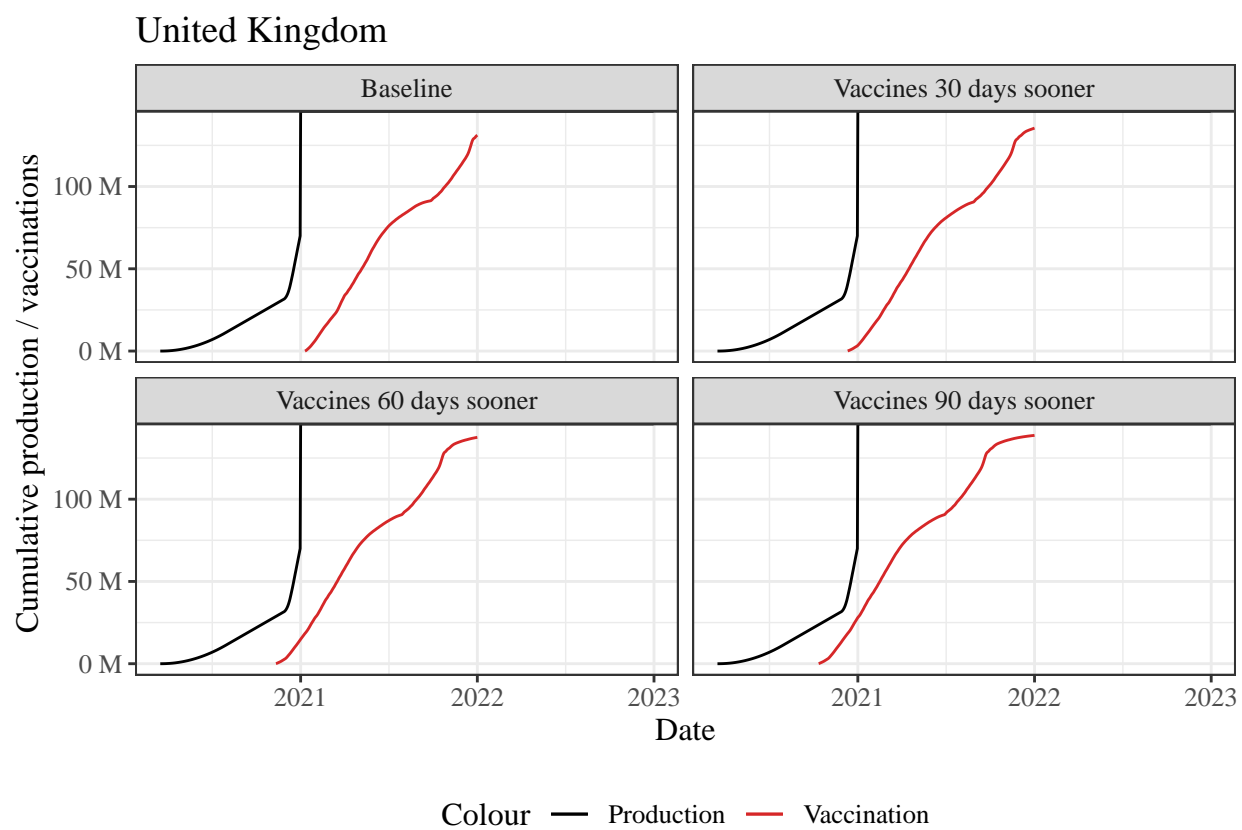 United Kingdom
Baseline
Vaccines 30 days sooner
100 M
50 M
0 M
Vaccines 60 days sooner
Vaccines 90 days sooner
100 M
50 M
0 M
Cumulative production / vaccinations
2021 2022 2023 2021 2022 2023
Date
Colour Production Vaccination